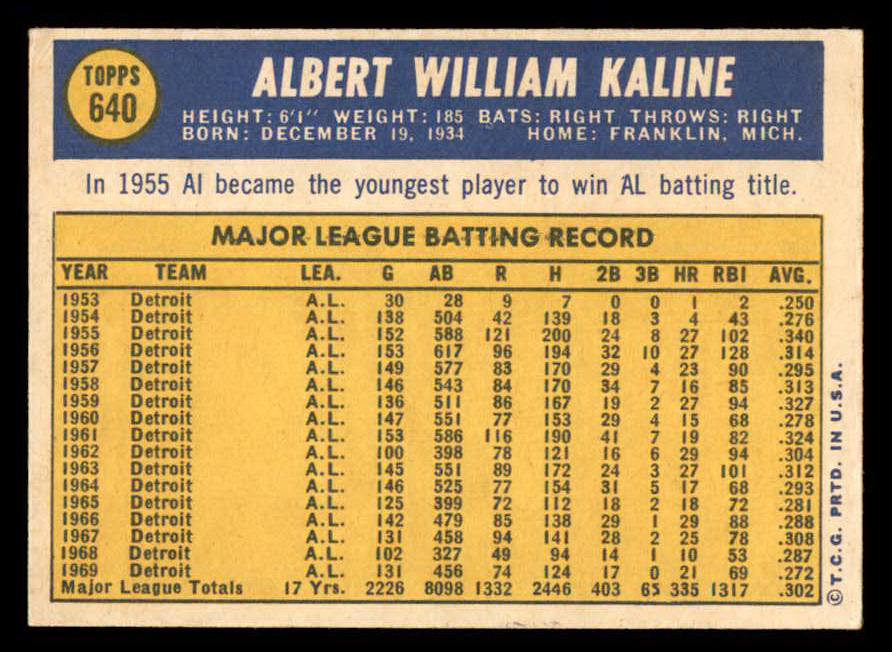 TOPPS
640
ALBERT WILLIAM KALINE
HEIGHT: 6'1" WEIGHT: 185 BATS: RIGHT THROWS: RIGHT
BORN: DECEMBER 19, 1934 HOME: FRANKLIN, MICH.
In 1955 Al became the youngest player to win AL batting title.
MAJOR LEAGUE BATTING RECORD
YEAR TEAM LEA. G AB R H 2B 3B HR RBI AVG.
1953 Detroit A.L. 30 28 9 7 0 0 1 2 .250
1954 Detroit A.L. 138 504 42 139 18 3 4 43 .276
1955 Detroit A.L. 152 588 121 200 24 8 27 102 .340
1956 Detroit A.L. 153 617 96 194 32 10 27 128 .314
1957 Detroit A.L. 149 577 83 170 29 4 23 90 .295
1958 Detroit A.L. 146 543 84 170 34 7 16 85 .313
1959 Detroit A.L. 136 511 86 167 19 2 27 94 .327
1960 Detroit A.L. 147 551 77 153 29 4 15 68 .278
1961 Detroit A.L. 153 586 116 190 41 7 19 82 .324
1962 Detroit A.L. 100 398 78 121 16 6 29 94 .304
1963 Detroit A.L. 145 551 89 172 24 3 27 101 .312
1964 Detroit A.L. 146 525 77 154 31 5 17 68 .293
1965 Detroit A.L. 125 399 72 112 18 2 18 72 .281
1966 Detroit A.L. 142 479 85 138 29 1 29 88 .288
1967 Detroit A.L. 131 458 94 141 28 2 25 78 .308
1968 Detroit A.L. 102 327 49 94 14 1 10 53 .287
1969 Detroit A.L. 131 456 74 124 17 0 21 69 .272
Major League Totals 17 Yrs. 2226 8098 1332 2446 403 65 335 1317 .302
©T.C.G. PRTD. IN U.S.A.